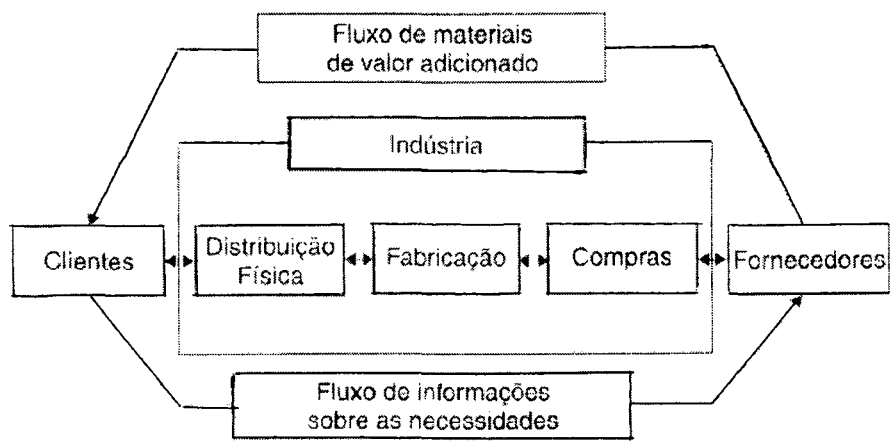 Fluxo de materiais
de valor adicionado
Indústria
Clientes
Distribuição
Física
Fabricação
Compras
Fornecedores
Fluxo de informações
sobre as necessidades